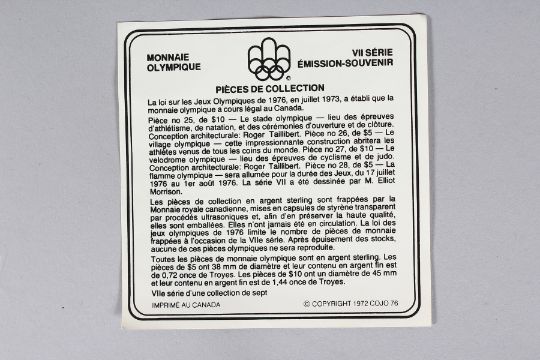 MONNAIE
OLYMPIQUE
VII SÉRIE
ÉMISSION-SOUVENIR
PIÈCES DE COLLECTION
La loi sur les Jeux Olympiques de 1976, en juillet 1973, a établi que la
monnaie olympique a cours légal au Canada.
Pièce no 25, de $10 — Le stade olympique — lieu des épreuves
d'athlétisme, de natation, et des cérémonies d'ouverture et de clôture.
Conception architecturale: Roger Taillibert. Pièce no 26, de $5 — Le
village olympique — cette impressionnante construction abritera les
athlètes venus de tous les coins du monde. Pièce no 27, de $10 — Le
velodrome olympique — lieu des épreuves de cyclisme et de judo.
Conception architecturale: Roger Taillibert. Pièce no 28, de $5 — La
flamme olympique — sera allumée pour la durée des Jeux, du 17 juillet
1976 au 1er août 1976. La série VII a été dessinée par M. Elliot
Morrison.
Les pièces de collection en argent sterling sont frappées par la
Monnaie royale canadienne, mises en capsules de styrène transparent
par procédés ultrasoniques et, afin d'en préserver la haute qualité,
elles sont emballées. Elles n'ont jamais été en circulation. La loi des
jeux olympiques de 1976 limite le nombre de pièces de monnaie
frappées à l'occasion de la VIIe série. Après épuisement des stocks,
aucune de ces pièces olympiques ne sera reproduite.
Toutes les pièces de monnaie olympique sont en argent sterling. Les
pièces de $5 ont 38 mm de diamètre et leur contenu en argent fin est
de 0,72 once de Troyes. Les pièces de $10 ont un diamètre de 45 mm
et leur contenu en argent fin est de 1,44 once de Troyes.
VIIe série d'une collection de sept
IMPRIMÉ AU CANADA
© COPYRIGHT 1972 COJO 76